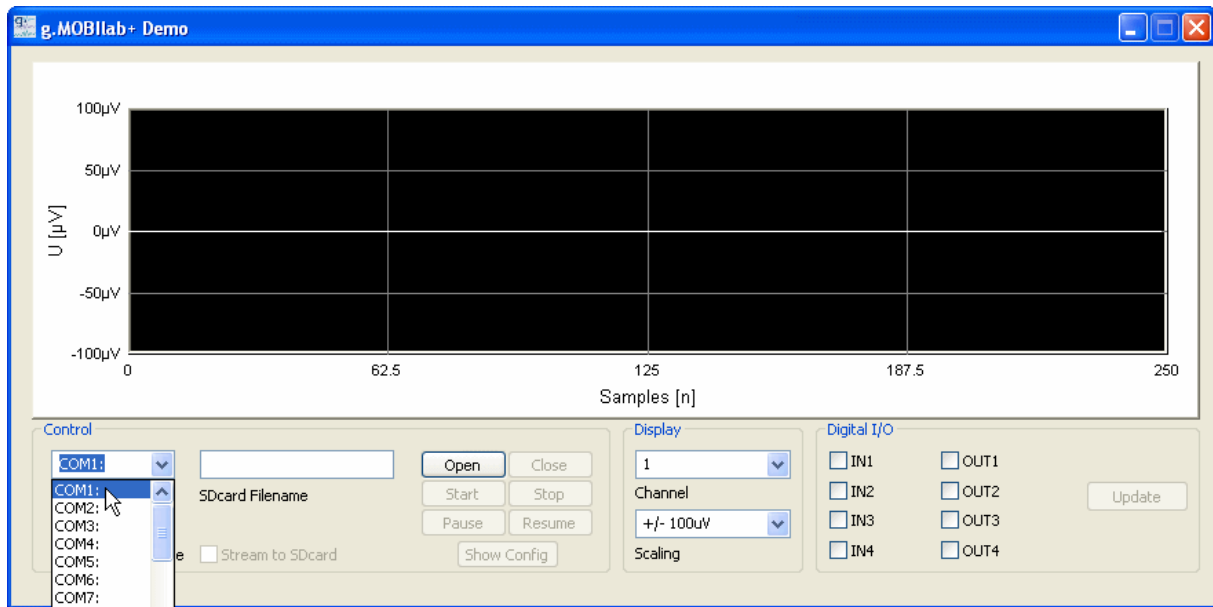 g.MOBIlab+ Demo
100µV
50µV
0µV
-50µV
-100µV
U [µV]
0 62.5 125 187.5 250
Samples [n]
Control
COM1:
COM1:
COM2:
COM3:
COM4:
COM5:
COM6:
COM7:
SDcard Filename
e
Stream to SDcard
Open Close
Start Stop
Pause Resume
Show Config
Display
1
Channel
+/- 100uV
Scaling
Digital I/O
IN1 OUT1
IN2 OUT2
IN3 OUT3
IN4 OUT4
Update